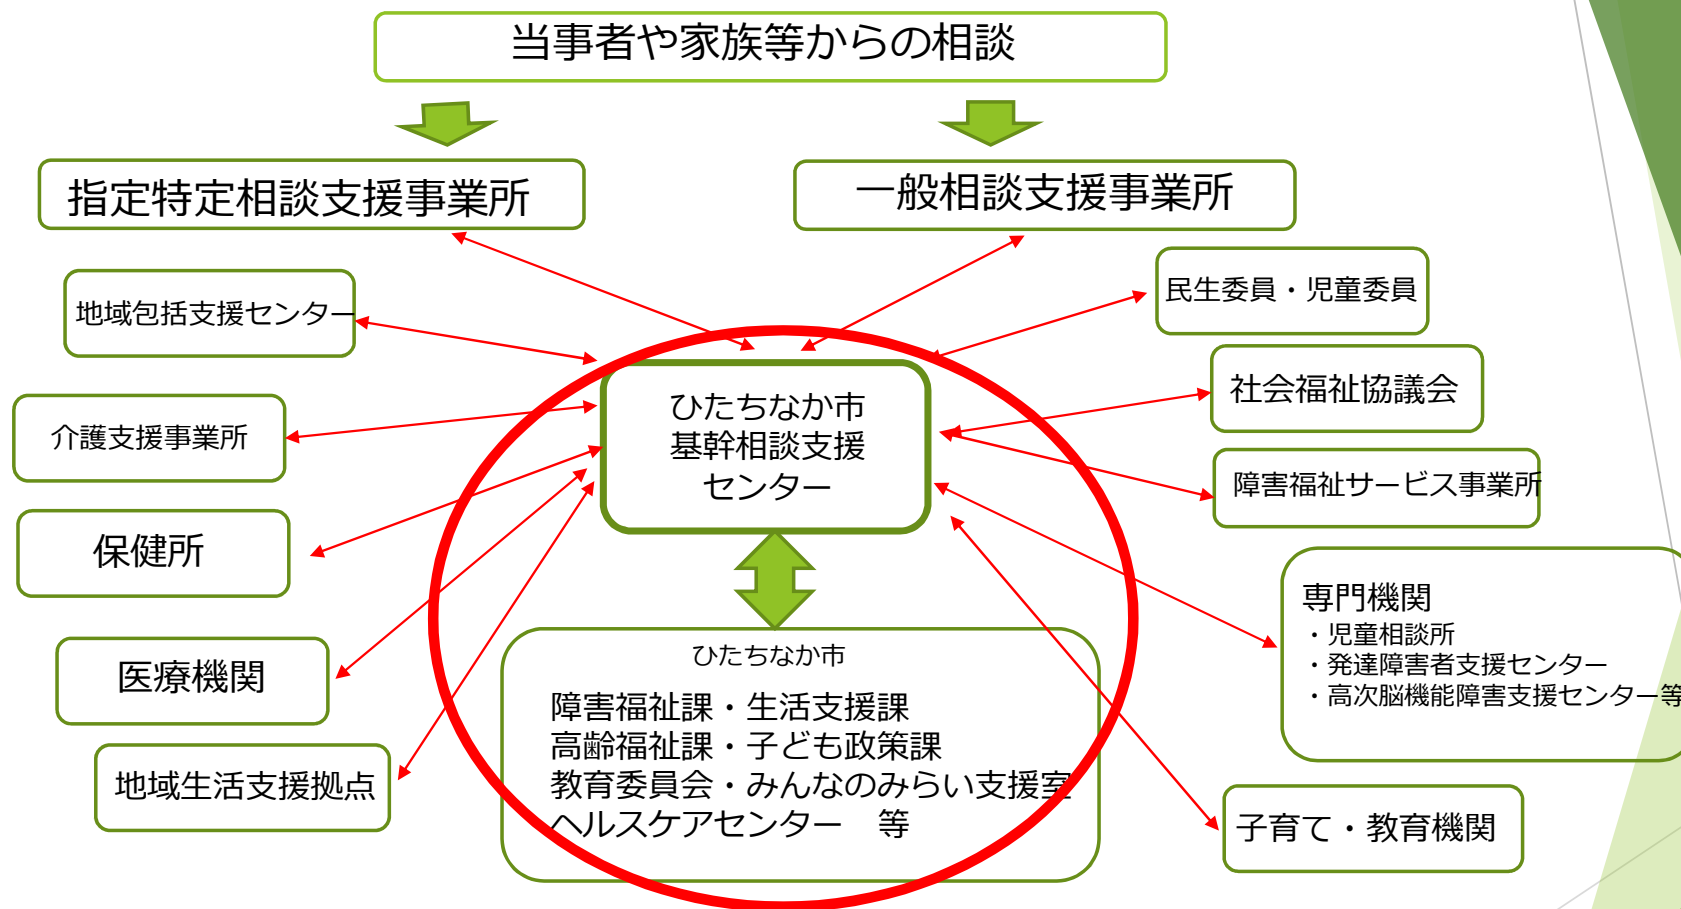 当事者や家族等からの相談
指定特定相談支援事業所
一般相談支援事業所
地域包括支援センター
民生委員・児童委員
社会福祉協議会
介護支援事業所
ひたちなか市
基幹相談支援
センター
障害福祉サービス事業所
保健所
専門機関
・児童相談所
・発達障害者支援センター
・高次脳機能障害支援センター等
医療機関
ひたちなか市
障害福祉課・生活支援課
高齢福祉課・子ども政策課
教育委員会・みんなのみらい支援室
ヘルスケアセンター　等
地域生活支援拠点
子育て・教育機関